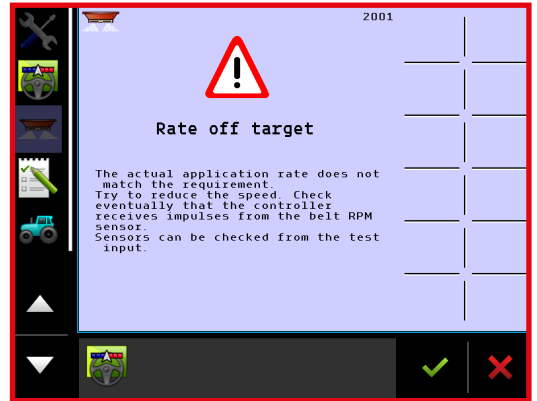 2001
Rate off target
The actual application rate does not
match the requirement.
Try to reduce the speed. Check
eventually that the controller
receives impulses from the belt RPM
sensor.
Sensors can be checked from the test
input.